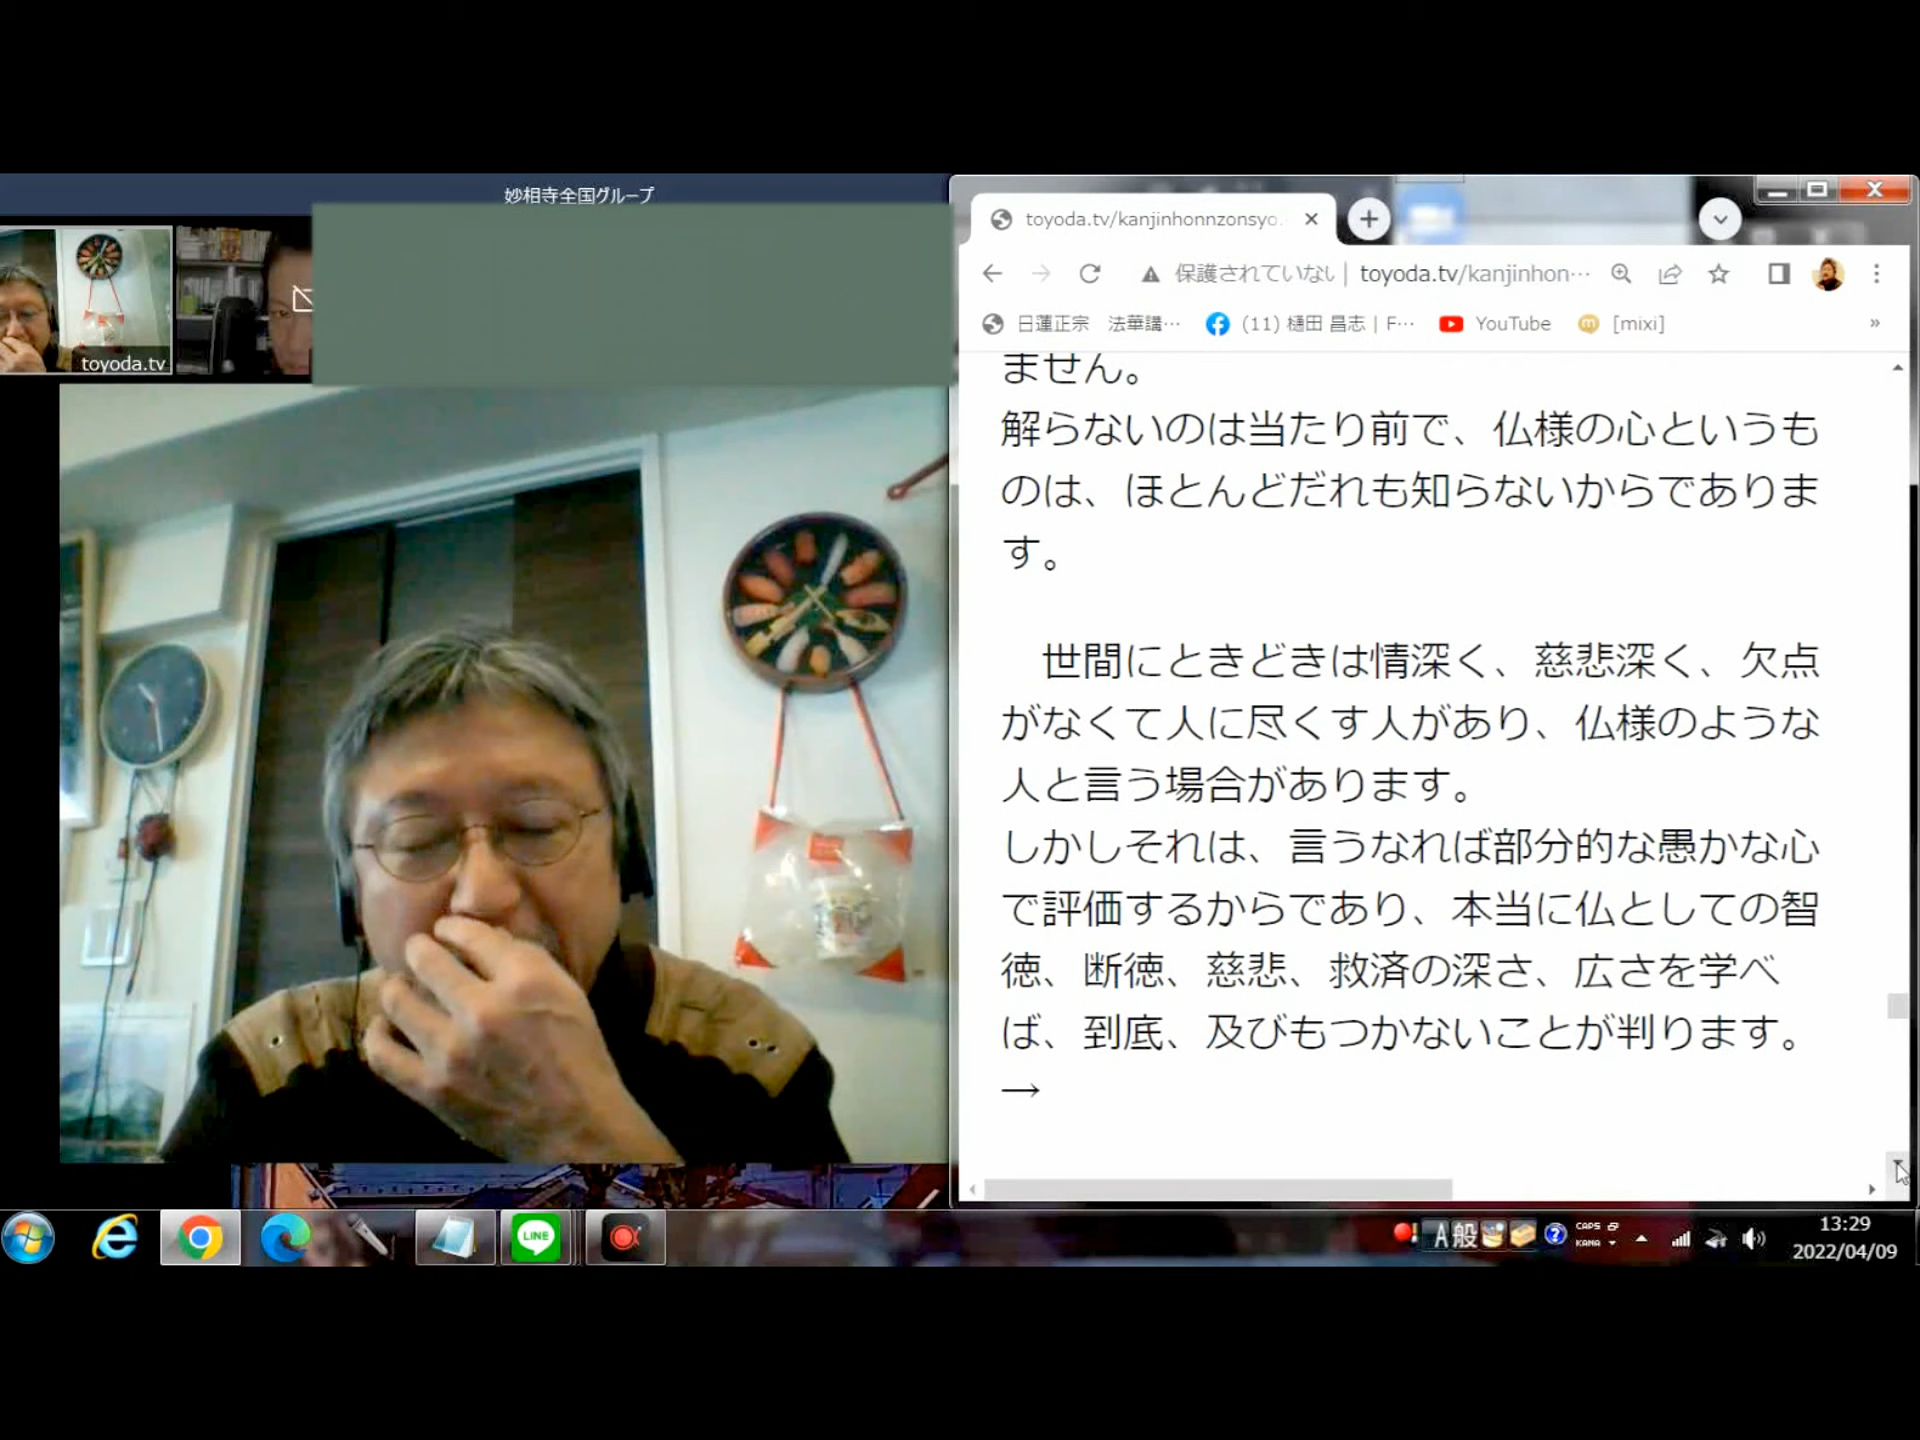 妙相寺全国グループ
toyoda.tv
toyoda.tv/kanjinhonnzonsyo.
保護されていない
toyoda.tv/kanjinhon…
日蓮正宗 法華講…
(11) 樋田 昌志 | F…
YouTube
[mixi]
»
ません。
解らないのは当たり前で、仏様の心というも
のは、ほとんどだれも知らないからでありま
す。
世間にときどきは情深く、慈悲深く、欠点
がなくて人に尽くす人があり、仏様のような
人と言う場合があります。
しかしそれは、言うなれば部分的な愚かな心
で評価するからであり、本当に仏としての智
徳、断徳、慈悲、救済の深さ、広さを学べ
ば、到底、及びもつかないことが判ります。
→
LINE
A般
CAPS
KANA
13:29
2022/04/09